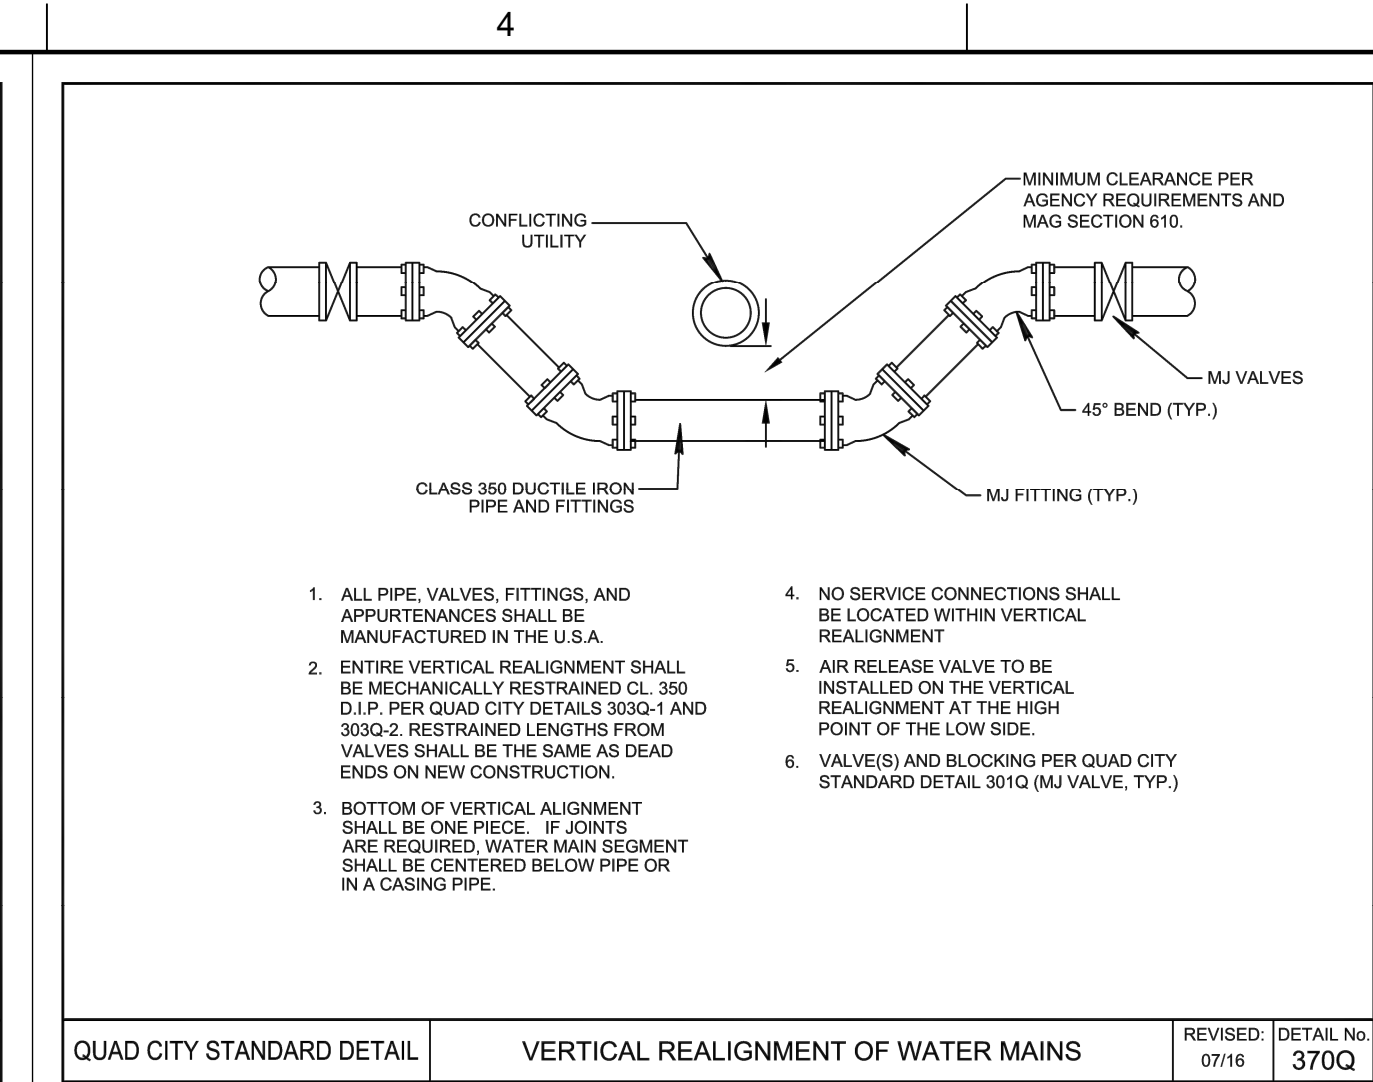 4
MINIMUM CLEARANCE PER
AGENCY REQUIREMENTS AND
MAG SECTION 610.
CONFLICTING
UTILITY
MJ VALVES
45° BEND (TYP.)
CLASS 350 DUCTILE IRON
PIPE AND FITTINGS
MJ FITTING (TYP.)
1. ALL PIPE, VALVES, FITTINGS, AND
APPURTENANCES SHALL BE
MANUFACTURED IN THE U.S.A.
2. ENTIRE VERTICAL REALIGNMENT SHALL
BE MECHANICALLY RESTRAINED CL. 350
D.I.P. PER QUAD CITY DETAILS 303Q-1 AND
303Q-2. RESTRAINED LENGTHS FROM
VALVES SHALL BE THE SAME AS DEAD
ENDS ON NEW CONSTRUCTION.
3. BOTTOM OF VERTICAL ALIGNMENT
SHALL BE ONE PIECE. IF JOINTS
ARE REQUIRED, WATER MAIN SEGMENT
SHALL BE CENTERED BELOW PIPE OR
IN A CASING PIPE.
4. NO SERVICE CONNECTIONS SHALL
BE LOCATED WITHIN VERTICAL
REALIGNMENT
5. AIR RELEASE VALVE TO BE
INSTALLED ON THE VERTICAL
REALIGNMENT AT THE HIGH
POINT OF THE LOW SIDE.
6. VALVE(S) AND BLOCKING PER QUAD CITY
STANDARD DETAIL 301Q (MJ VALVE, TYP.)
QUAD CITY STANDARD DETAIL
VERTICAL REALIGNMENT OF WATER MAINS
REVISED:
07/16
DETAIL No.
370Q